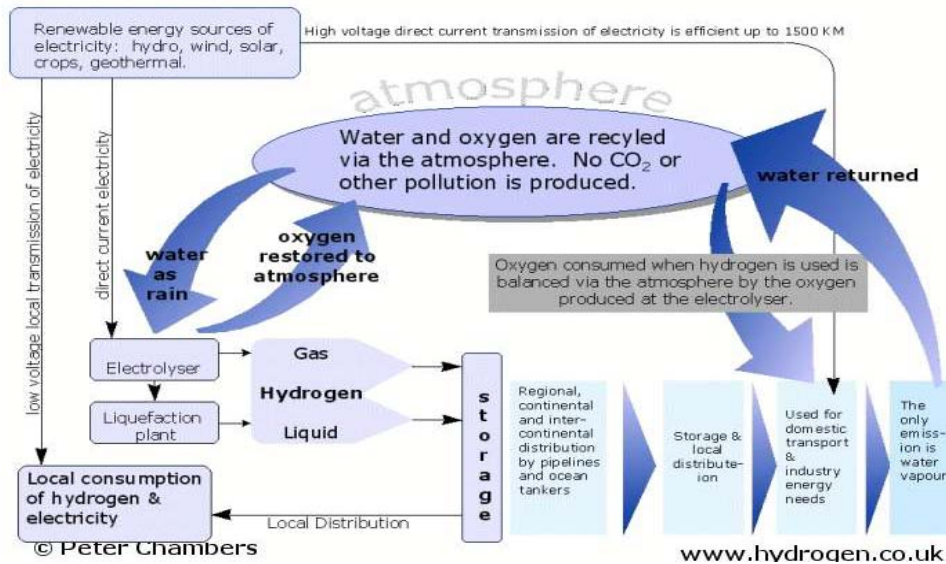 Renewable energy sources of
electricity: hydro, wind, solar,
crops, geothermal.
High voltage direct current transmission of electricity is efficient up to 1500 KM
atmosphere
Water and oxygen are recyled
via the atmosphere. No CO₂ or
other pollution is produced.
water returned
low voltage local transmission of electricity
direct current electricity
water
as
rain
oxygen
restored to
atmosphere
Oxygen consumed when hydrogen is used is
balanced via the atmosphere by the oxygen
produced at the electrolyser.
Electrolyser
Liquefaction
plant
Gas
Hydrogen
Liquid
storage
Regional,
continental
and inter-
continental
distribution
by pipelines
and ocean
tankers
Storage &
local
distribute-
ion
Used for
domestic
transport
&
industry
energy
needs
The
only
emiss-
ion is
water
vapour
Local consumption
of hydrogen &
electricity
Local Distribution
© Peter Chambers
www.hydrogen.co.uk